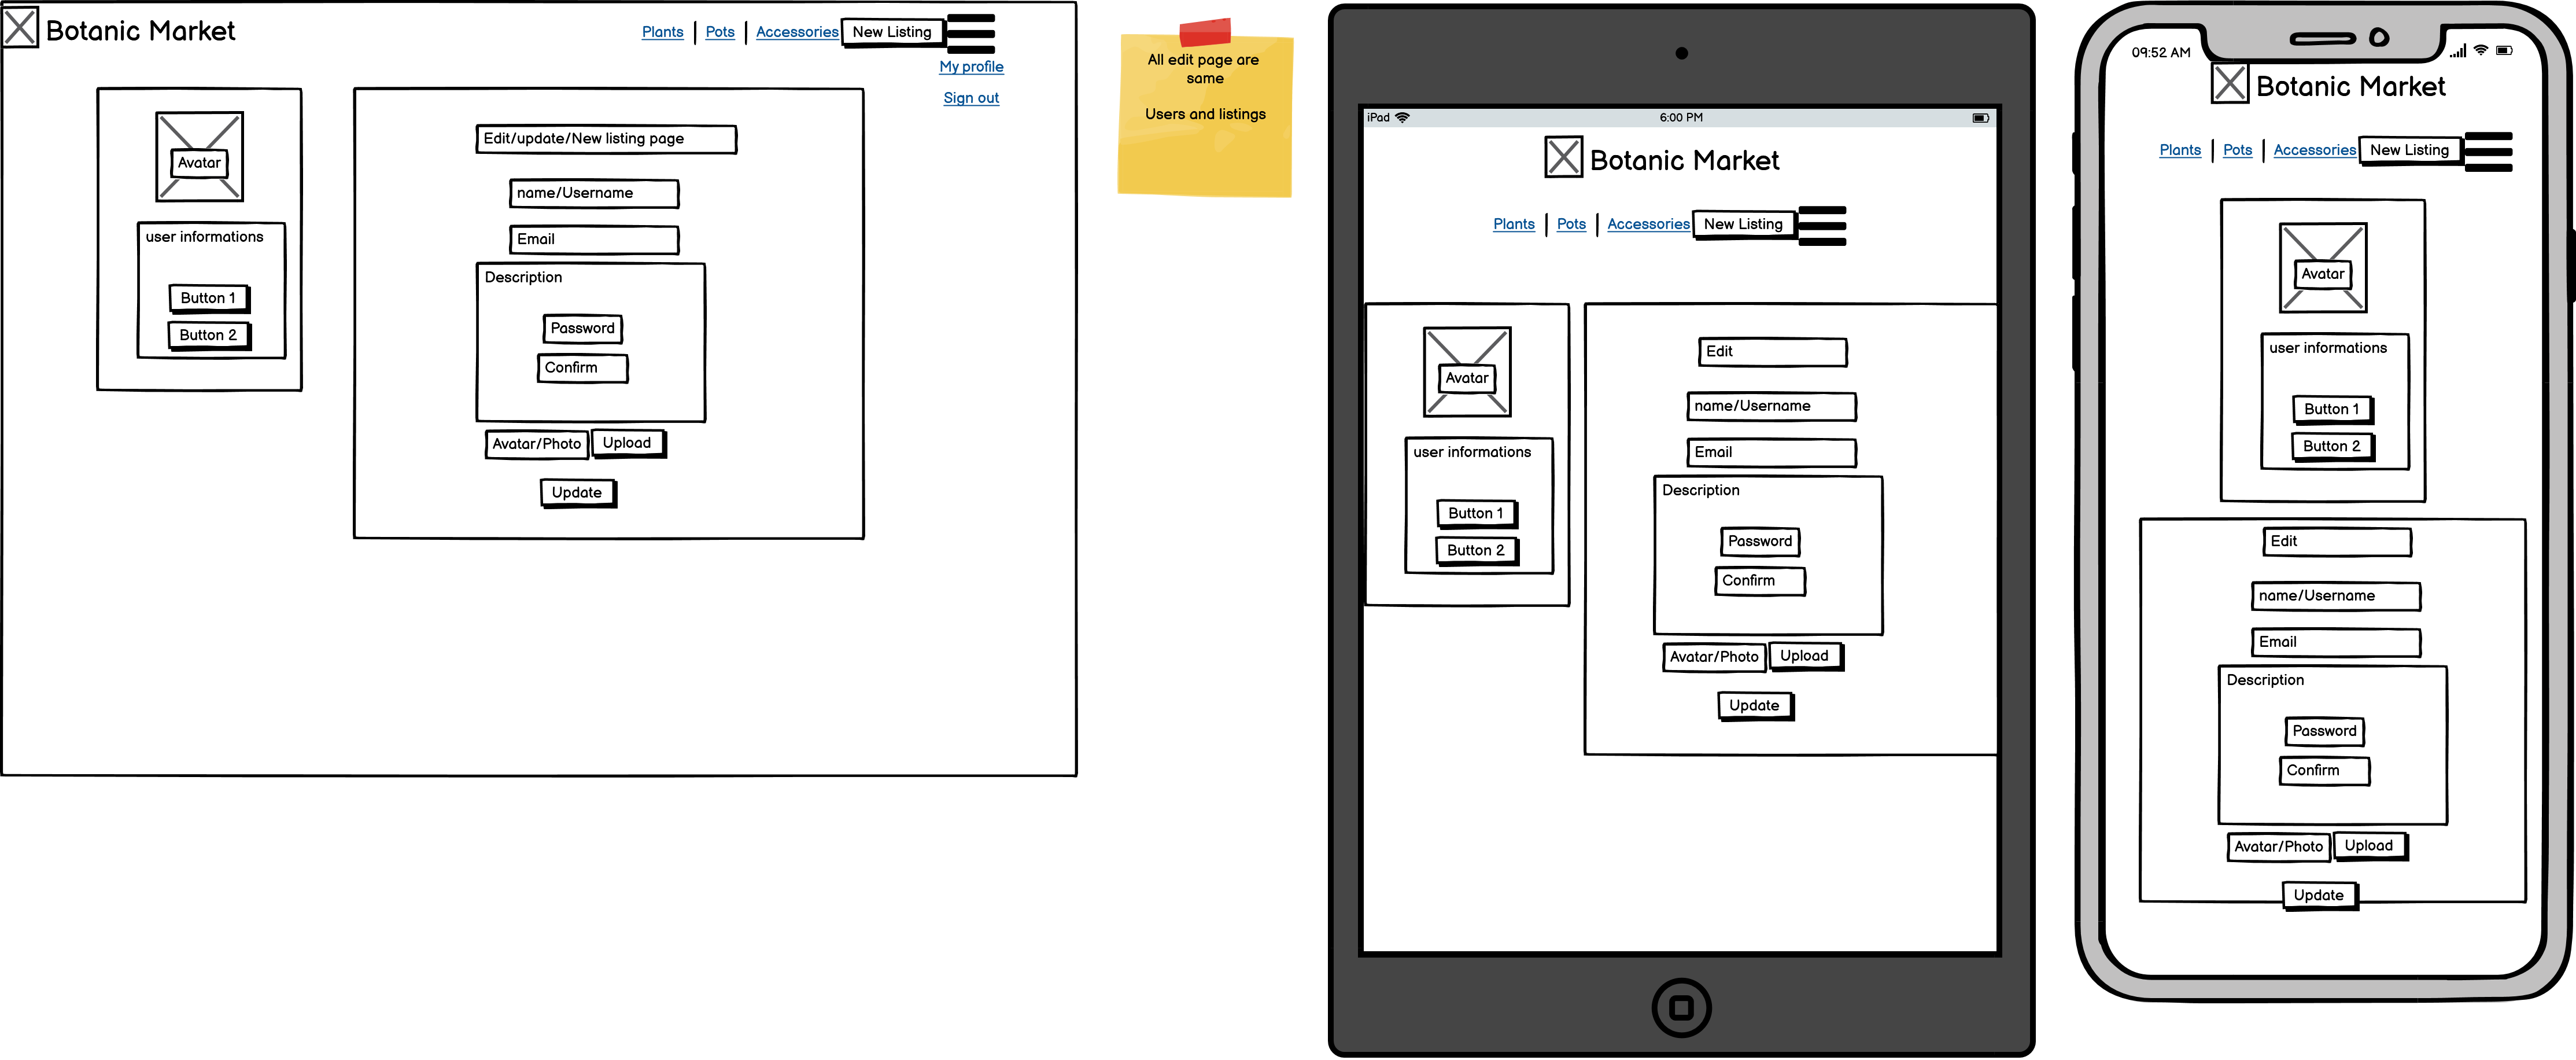 Botanic Market
Plants
Pots
Accessories
New Listing
My profile
Sign out
Avatar
user informations
Button 1
Button 2
Edit/update/New listing page
name/Username
Email
Description
Password
Confirm
Avatar/Photo
Upload
Update
All edit page are
same
Users and listings
iPad
6:00 PM
Botanic Market
Plants
Pots
Accessories
New Listing
Avatar
user informations
Button 1
Button 2
Edit
name/Username
Email
Description
Password
Confirm
Avatar/Photo
Upload
Update
09:52 AM
Botanic Market
Plants
Pots
Accessories
New Listing
Avatar
user informations
Button 1
Button 2
Edit
name/Username
Email
Description
Password
Confirm
Avatar/Photo
Upload
Update